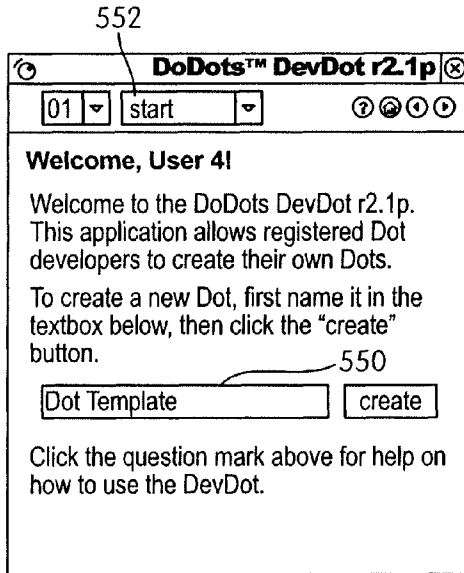 552
DoDots™ DevDot r2.1p
01 start
Welcome, User 4!
Welcome to the DoDots DevDot r2.1p.
This application allows registered Dot
developers to create their own Dots.
To create a new Dot, first name it in the
textbox below, then click the “create”
button.
550
Dot Template create
Click the question mark above for help on
how to use the DevDot.